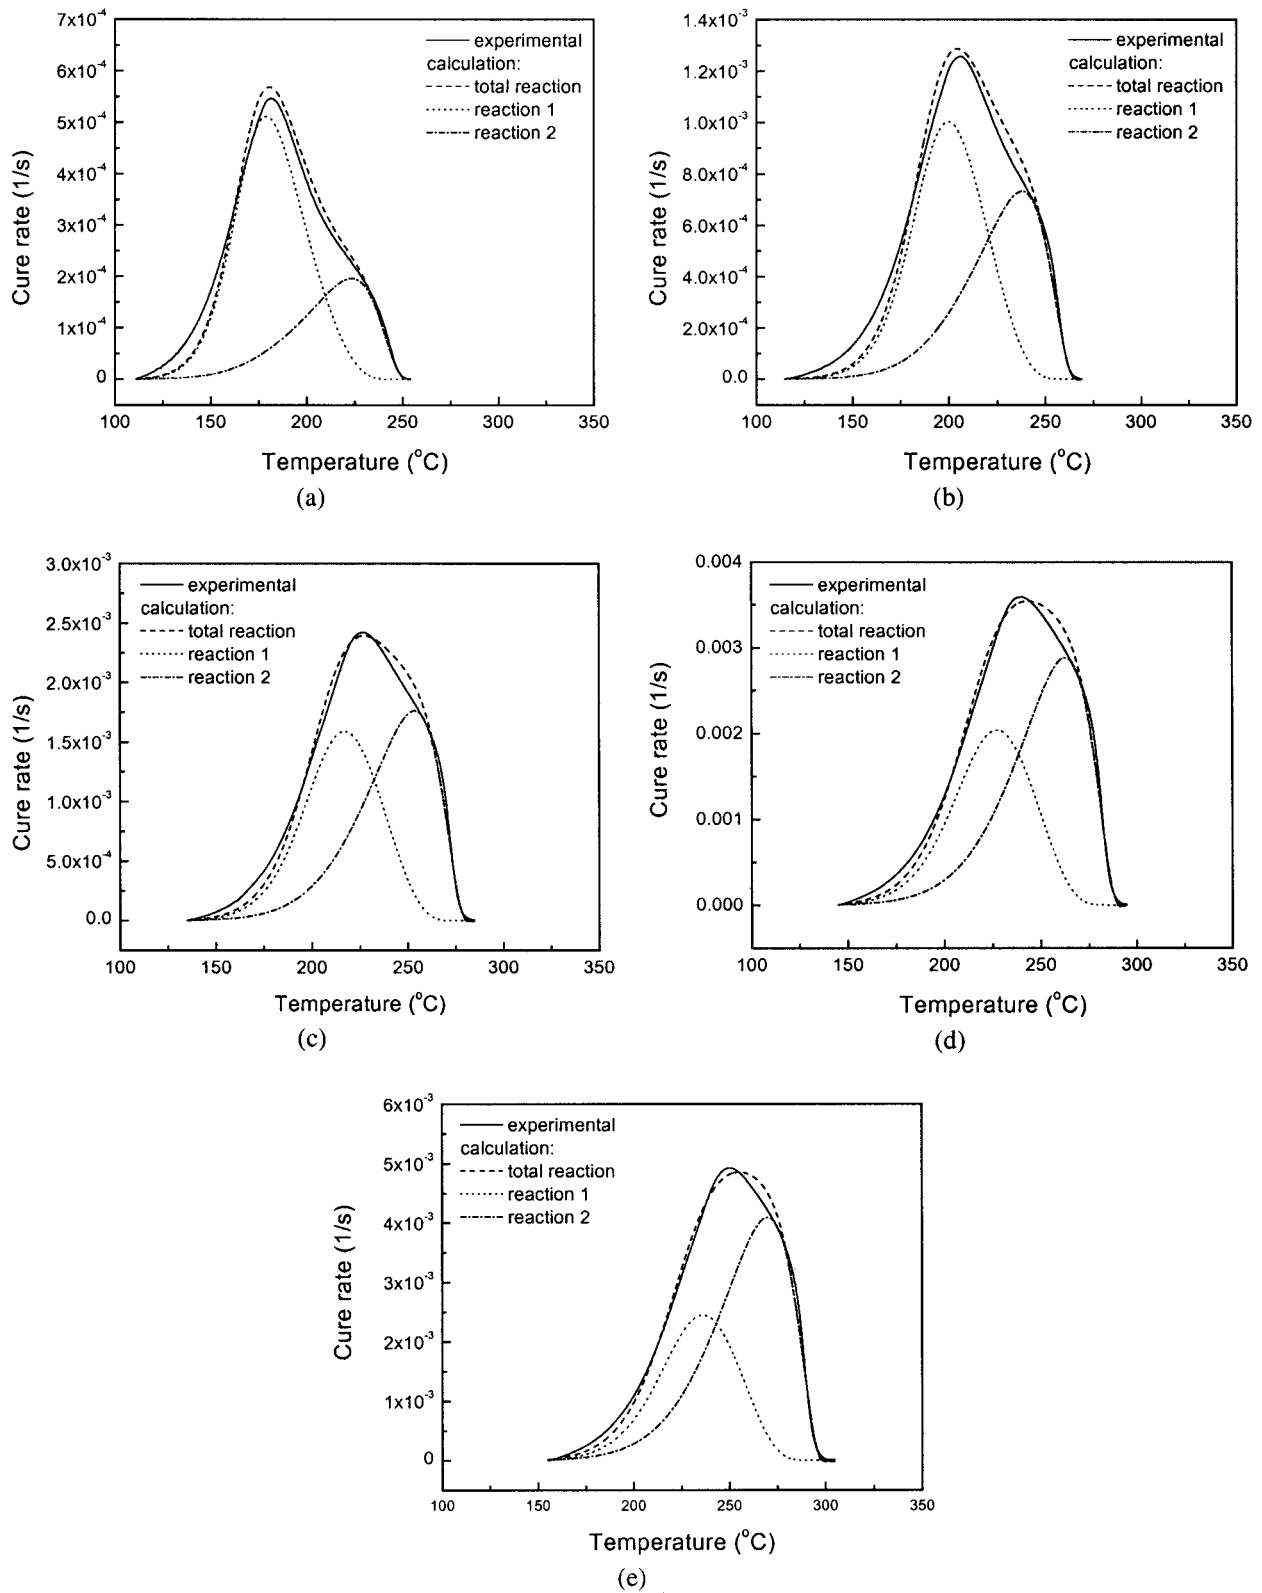 7x10⁻⁴
6x10⁻⁴
5x10⁻⁴
4x10⁻⁴
3x10⁻⁴
2x10⁻⁴
1x10⁻⁴
0
Cure rate (1/s)
experimental
calculation:
total reaction
reaction 1
reaction 2
100 150 200 250 300 350
Temperature (°C)
(a)
1.4x10⁻³
1.2x10⁻³
1.0x10⁻³
8.0x10⁻⁴
6.0x10⁻⁴
4.0x10⁻⁴
2.0x10⁻⁴
0.0
Cure rate (1/s)
experimental
calculation:
total reaction
reaction 1
reaction 2
100 150 200 250 300 350
Temperature (°C)
(b)
3.0x10⁻³
2.5x10⁻³
2.0x10⁻³
1.5x10⁻³
1.0x10⁻³
5.0x10⁻⁴
0.0
Cure rate (1/s)
experimental
calculation:
total reaction
reaction 1
reaction 2
100 150 200 250 300 350
Temperature (°C)
(c)
0.004
0.003
0.002
0.001
0.000
Cure rate (1/s)
experimental
calculation:
total reaction
reaction 1
reaction 2
100 150 200 250 300 350
Temperature (°C)
(d)
6x10⁻³
5x10⁻³
4x10⁻³
3x10⁻³
2x10⁻³
1x10⁻³
0
Cure rate (1/s)
experimental
calculation:
total reaction
reaction 1
reaction 2
100 150 200 250 300 350
Temperature (°C)
(e)